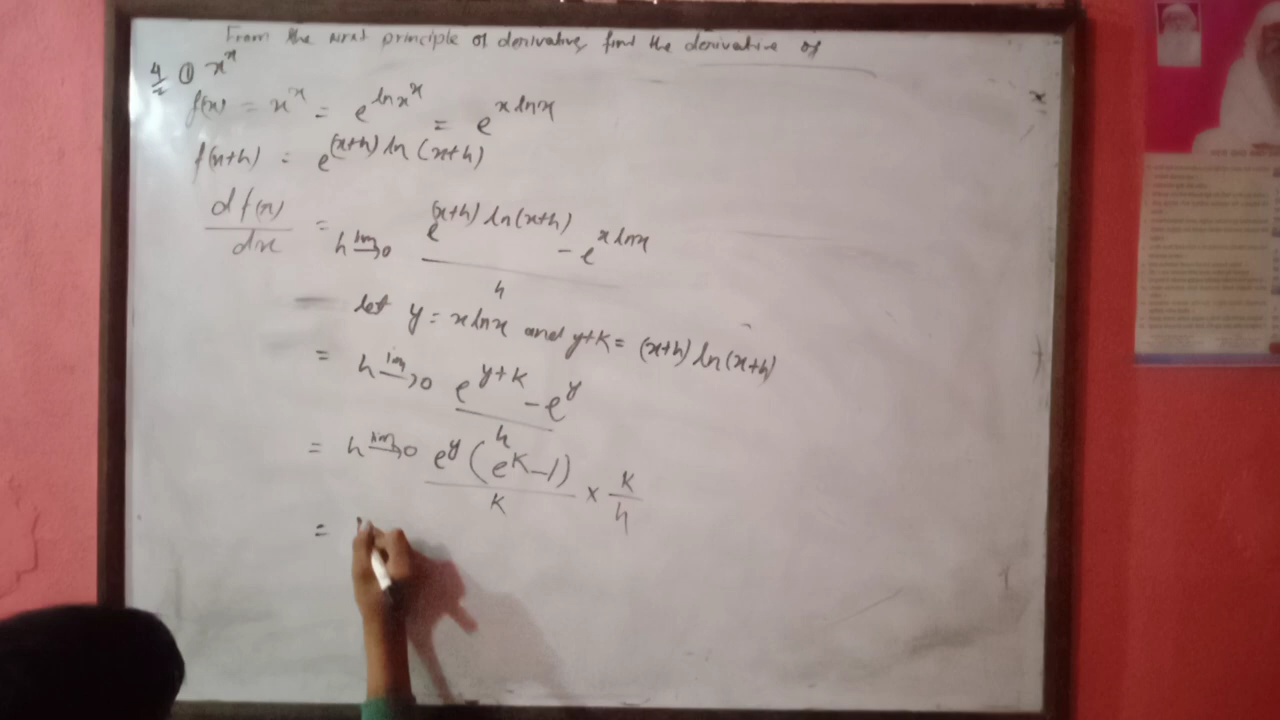 From the first principle of derivative, find the derivative of
4 ① x^x
f(x) = x^x = e^{ln x^x} = e^{x ln x}
f(x+h) = e^{(x+h) ln (x+h)}
df(x)/dx = lim h→0 (e^{(x+h) ln (x+h)} - e^{x ln x})/h
let y = x ln x and y+k = (x+h) ln (x+h)
= lim h→0 (e^{y+k} - e^y)/h
= lim h→0 e^y (e^k - 1)/k × k/h
=